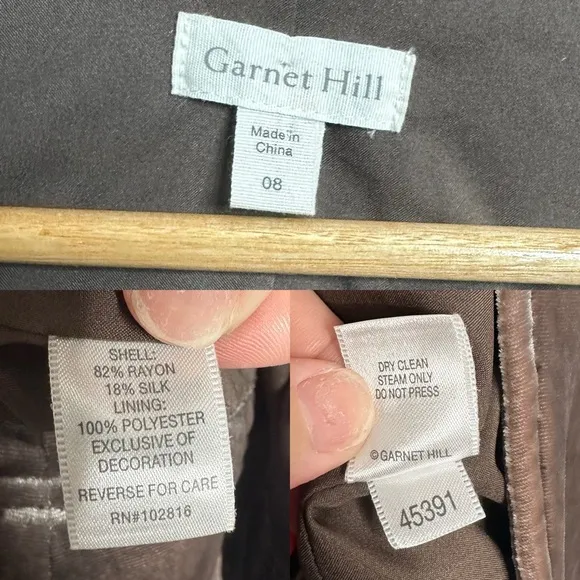 Garnet Hill
Made in
China
08
SHELL:
82% RAYON
18% SILK
LINING:
100% POLYESTER
EXCLUSIVE OF
DECORATION
REVERSE FOR CARE
RN#102816
DRY CLEAN
STEAM ONLY
DO NOT PRESS
©GARNET HILL
45391